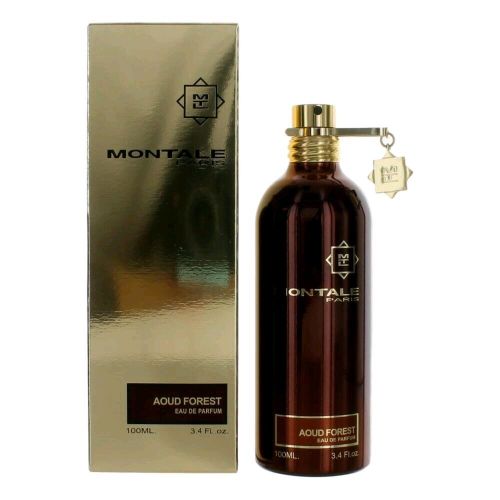 MONTALE
PARIS
AOUD FOREST
EAU DE PARFUM
100ML. 3.4 Fl. oz.
ONTALE
PARIS
AOUD FOREST
EAU DE PARFUM
100ML. 3.4 Fl. oz.